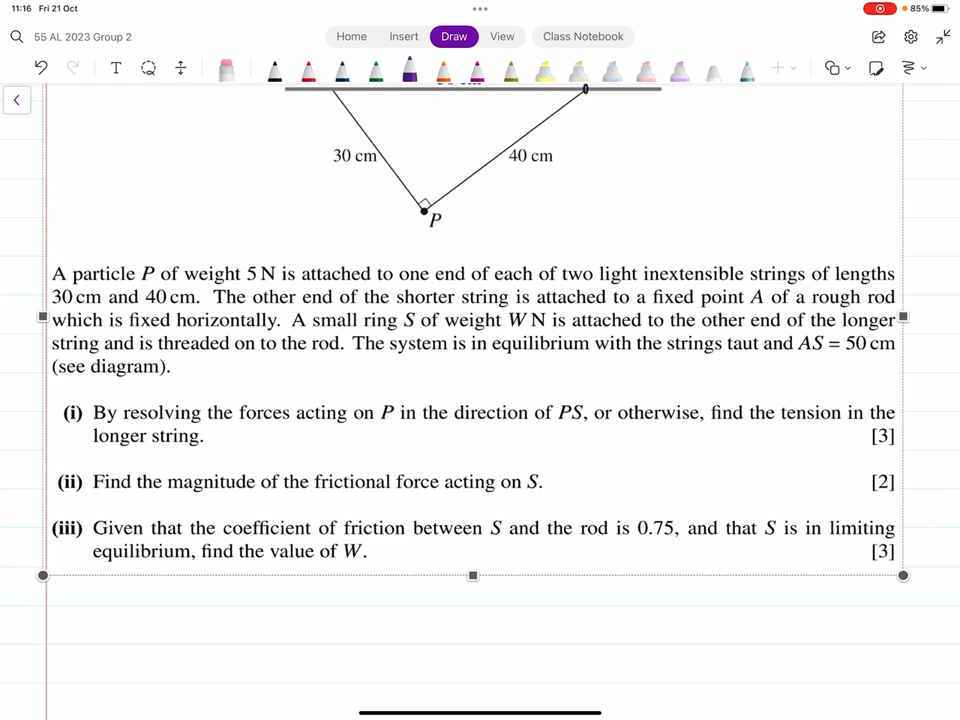 11:16 Fri 21 Oct
85%
55 AL 2023 Group 2
Home Insert Draw View Class Notebook
T
30 cm
40 cm
P
A particle P of weight 5 N is attached to one end of each of two light inextensible strings of lengths
30 cm and 40 cm. The other end of the shorter string is attached to a fixed point A of a rough rod
which is fixed horizontally. A small ring S of weight W N is attached to the other end of the longer
string and is threaded on to the rod. The system is in equilibrium with the strings taut and AS = 50 cm
(see diagram).
(i) By resolving the forces acting on P in the direction of PS, or otherwise, find the tension in the
longer string. [3]
(ii) Find the magnitude of the frictional force acting on S. [2]
(iii) Given that the coefficient of friction between S and the rod is 0.75, and that S is in limiting
equilibrium, find the value of W. [3]